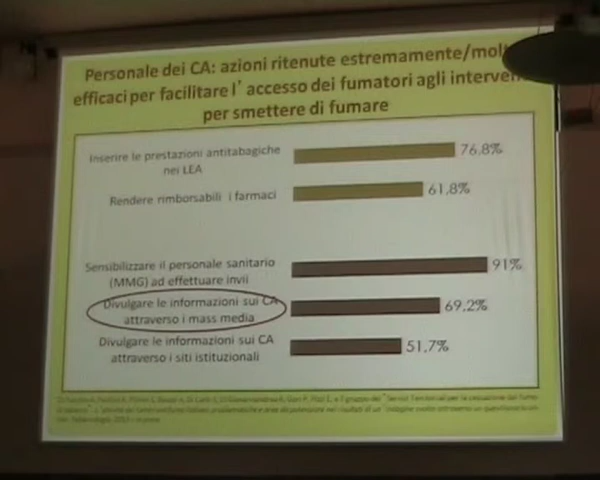 Personale dei CA: azioni ritenute estremamente/molto
efficaci per facilitare l' accesso dei fumatori agli interventi
per smettere di fumare
Inserire le prestazioni antitabagiche
nei LEA
76,8%
Rendere rimborsabili i farmaci
61,8%
Sensibilizzare il personale sanitario
(MMG) ad effettuare invii
91%
Divulgare le informazioni sui CA
attraverso i mass media
69,2%
Divulgare le informazioni sui CA
attraverso i siti istituzionali
51,7%